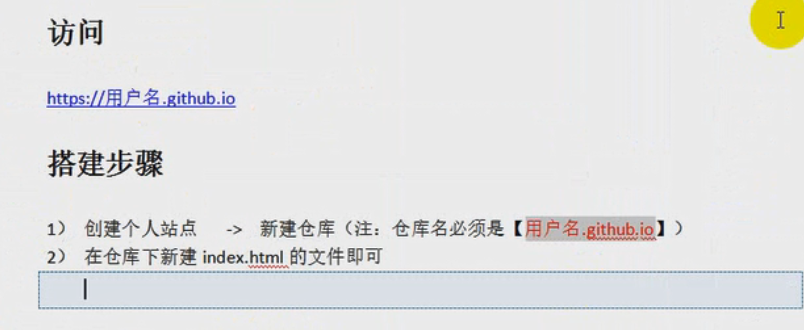 访问
https://用户名.github.io
搭建步骤
1） 创建个人站点 -> 新建仓库（注：仓库名必须是【用户名.github.io】）
2） 在仓库下新建 index.html 的文件即可